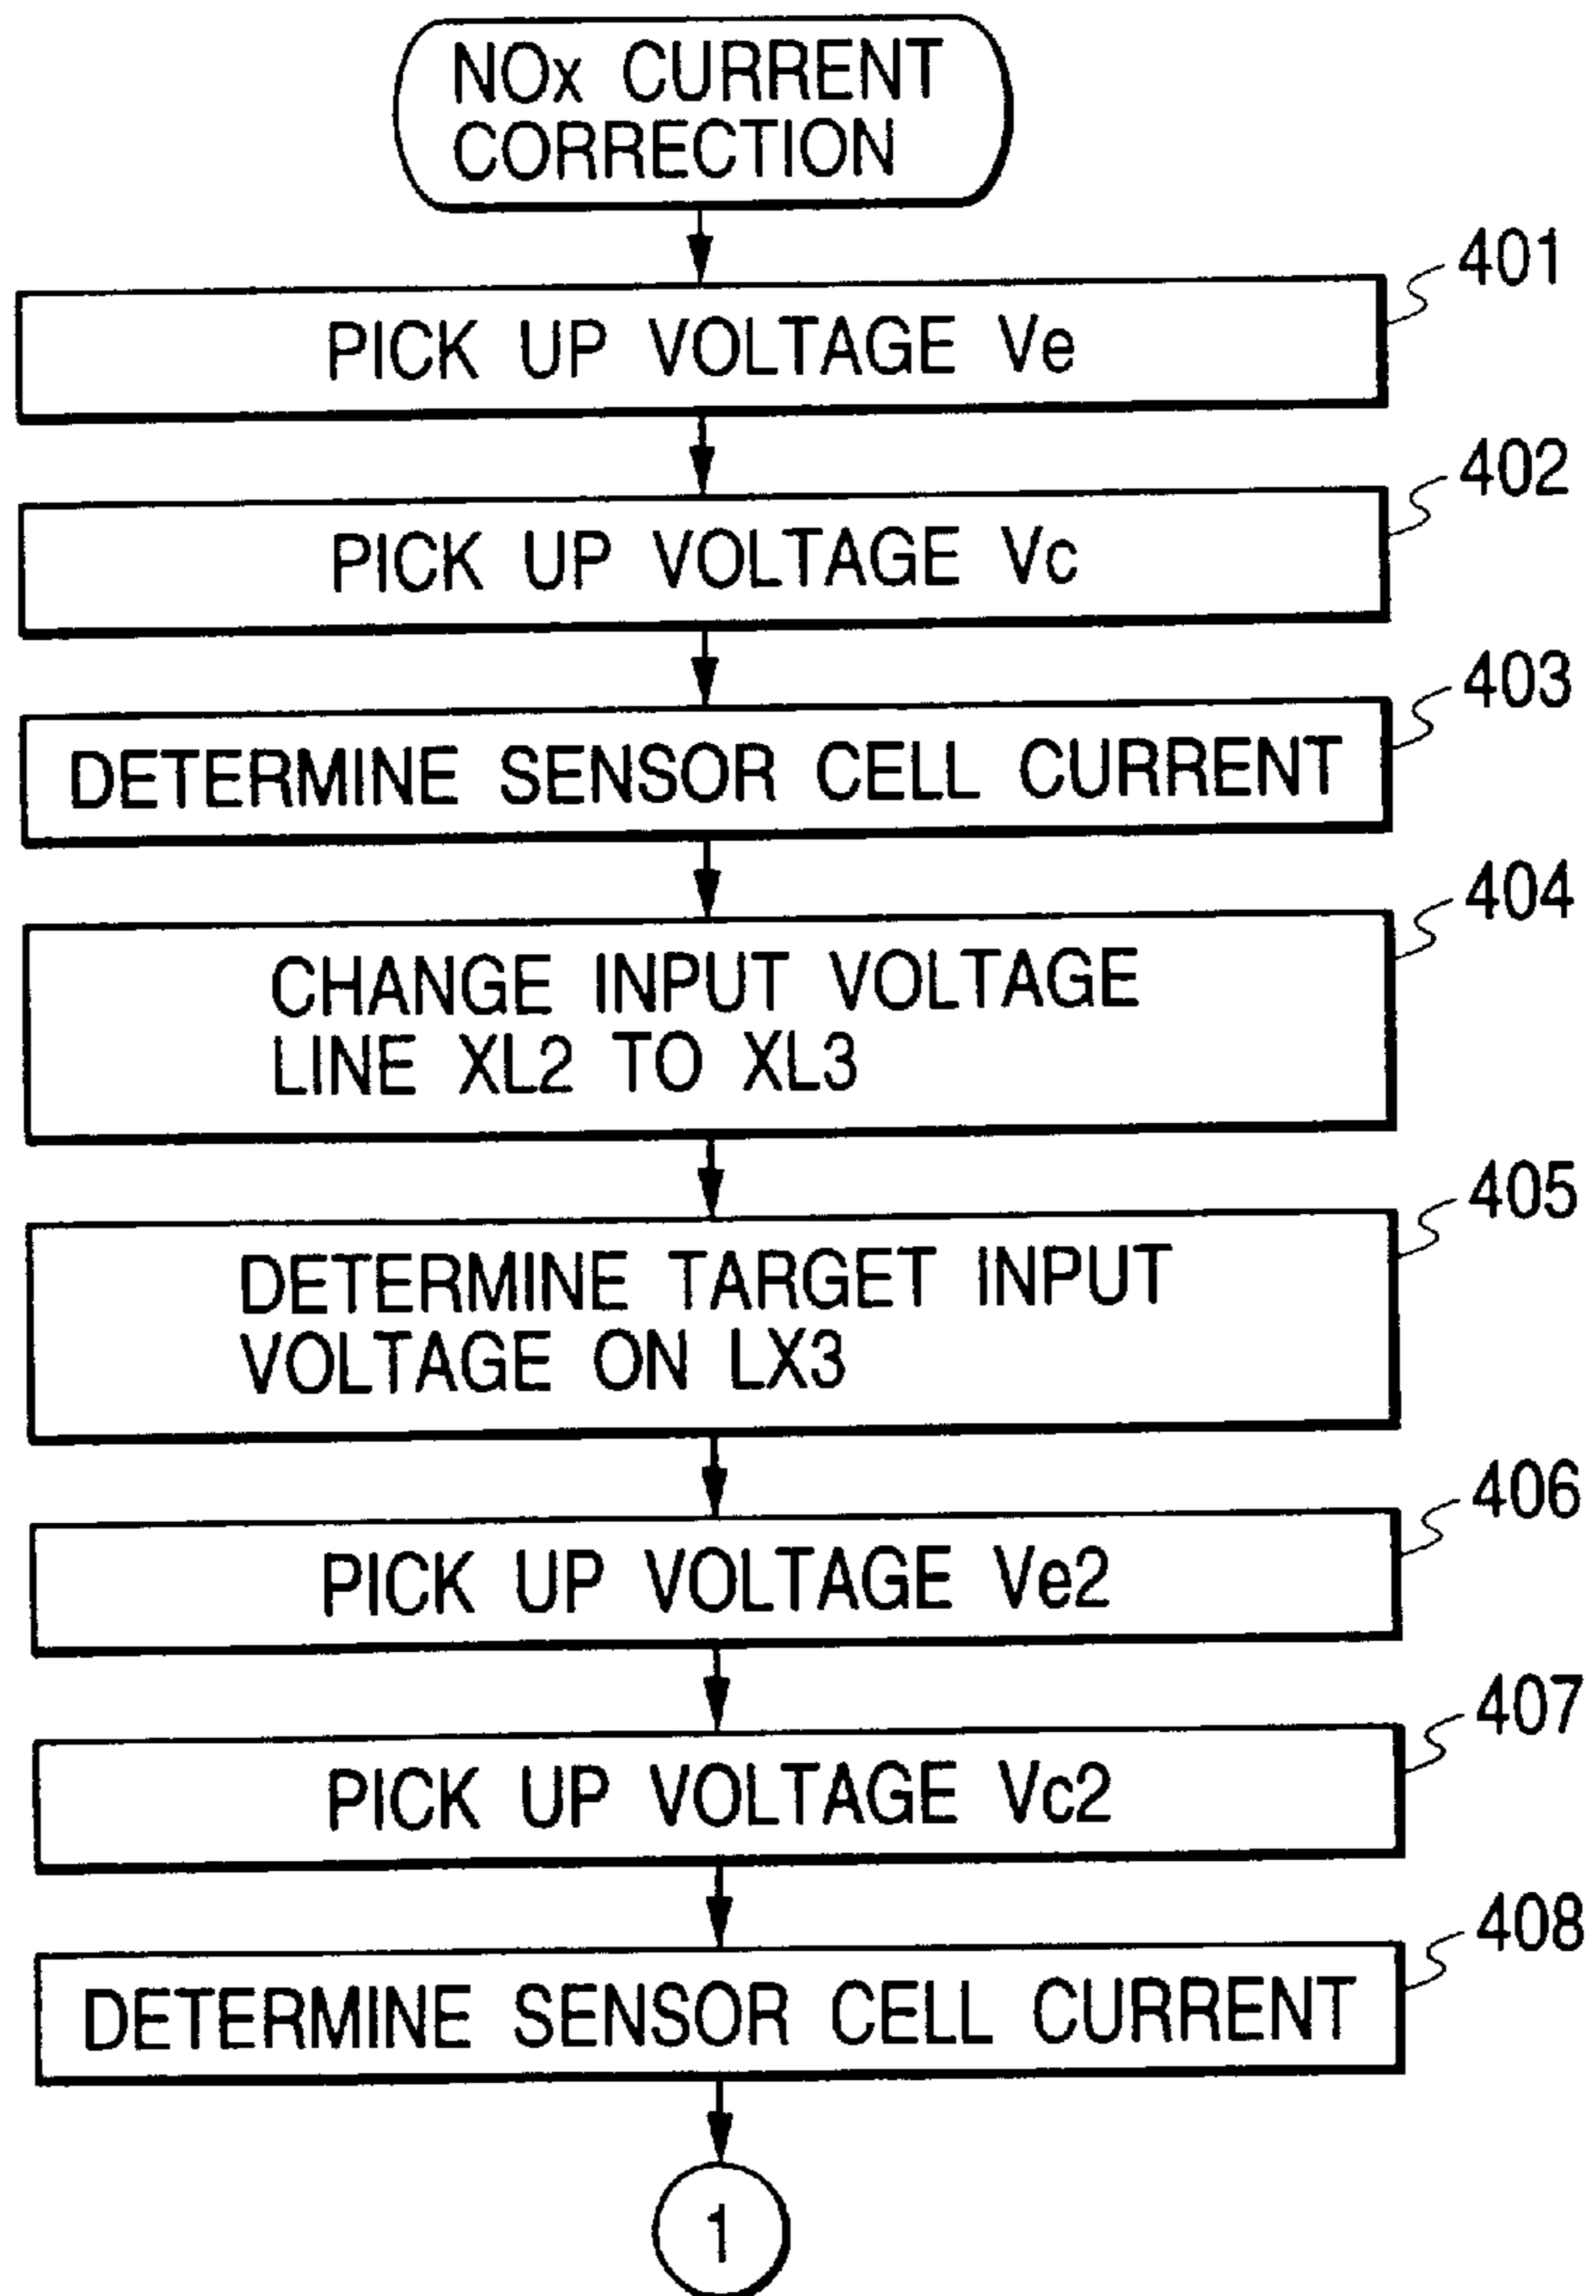 NOx CURRENT
CORRECTION
401
PICK UP VOLTAGE Ve
402
PICK UP VOLTAGE Vc
403
DETERMINE SENSOR CELL CURRENT
404
CHANGE INPUT VOLTAGE
LINE XL2 TO XL3
405
DETERMINE TARGET INPUT
VOLTAGE ON LX3
406
PICK UP VOLTAGE Ve2
407
PICK UP VOLTAGE Vc2
408
DETERMINE SENSOR CELL CURRENT
1